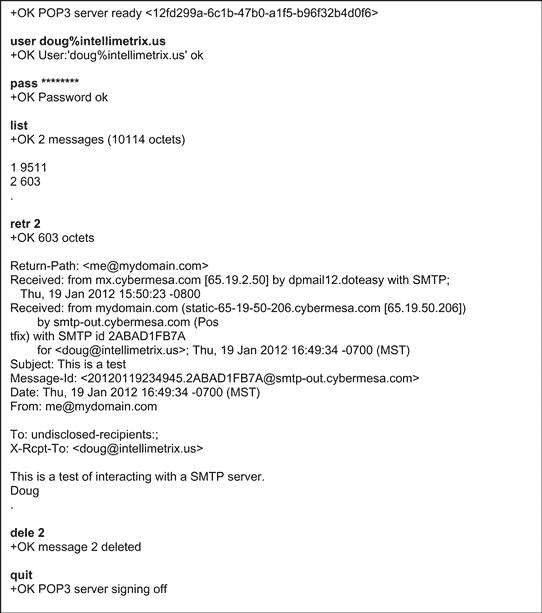 +OK POP3 server ready <12fd299a-6c1b-47b0-a1f5-b96f32b4d0f6>
user doug%intellimetrix.us
+OK User:'doug%intellimetrix.us' ok
pass ********
+OK Password ok
list
+OK 2 messages (10114 octets)
1 9511
2 603
.
retr 2
+OK 603 octets
Return-Path: <me@mydomain.com>
Received: from mx.cybermesa.com [65.19.2.50] by dpmail12.doteasy with SMTP;
Thu, 19 Jan 2012 15:50:23 -0800
Received: from mydomain.com (static-65-19-50-206.cybermesa.com [65.19.50.206])
by smtp-out.cybermesa.com (Pos
tfix) with SMTP id 2ABAD1FB7A
for <doug@intellimetrix.us>; Thu, 19 Jan 2012 16:49:34 -0700 (MST)
Subject: This is a test
Message-Id: <20120119234945.2ABAD1FB7A@smtp-out.cybermesa.com>
Date: Thu, 19 Jan 2012 16:49:34 -0700 (MST)
From: me@mydomain.com
To: undisclosed-recipients:;
X-Rcpt-To: <doug@intellimetrix.us>
This is a test of interacting with a SMTP server.
Doug
.
dele 2
+OK message 2 deleted
quit
+OK POP3 server signing off